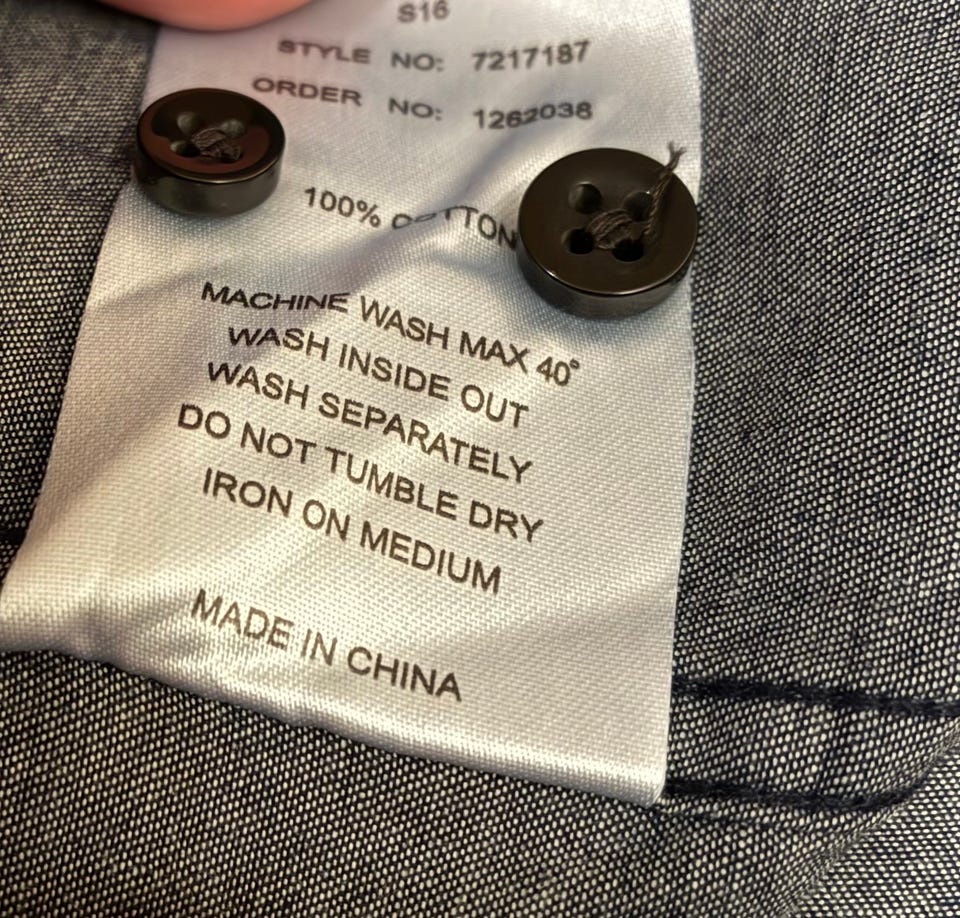 S16
STYLE NO: 7217187
ORDER NO: 1262038
100% COTTON
MACHINE WASH MAX 40°
WASH INSIDE OUT
WASH SEPARATELY
DO NOT TUMBLE DRY
IRON ON MEDIUM
MADE IN CHINA